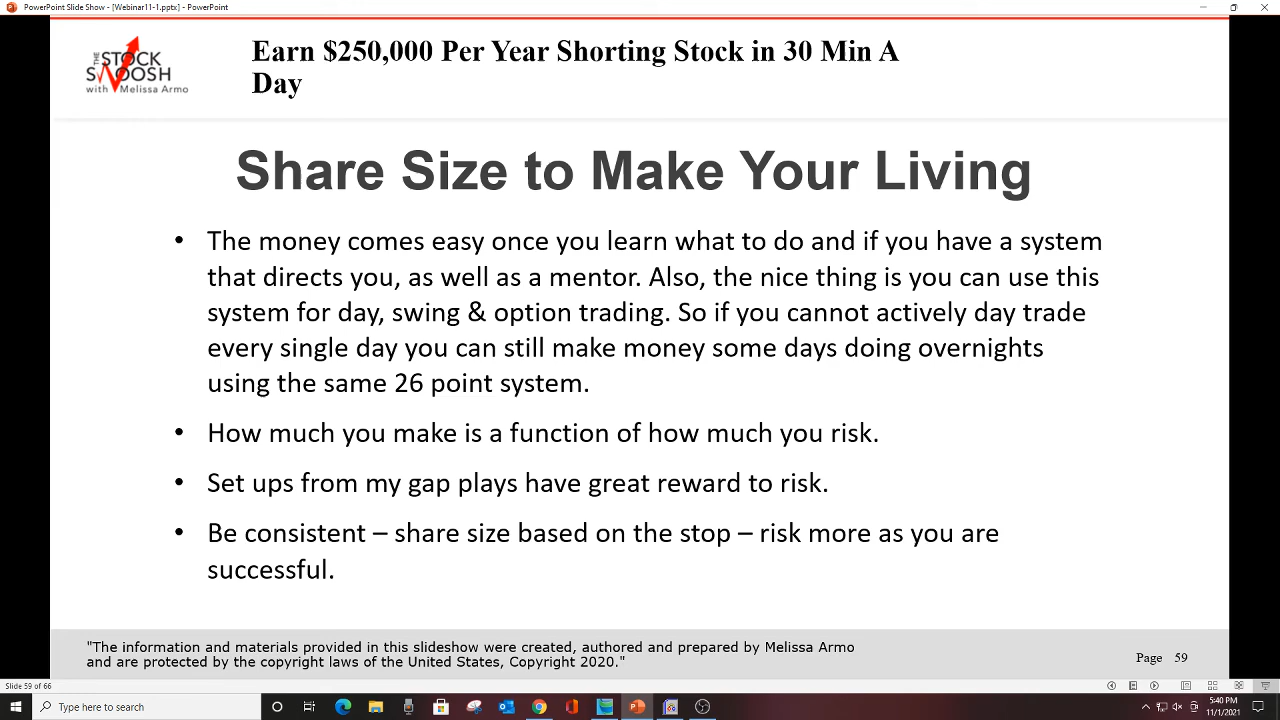 PowerPoint Slide Show - [Webinar11-1.pptx] - PowerPoint
THE
STOCK
SWOOSH
with Melissa Armo
Earn $250,000 Per Year Shorting Stock in 30 Min A
Day
Share Size to Make Your Living
• The money comes easy once you learn what to do and if you have a system
that directs you, as well as a mentor. Also, the nice thing is you can use this
system for day, swing & option trading. So if you cannot actively day trade
every single day you can still make money some days doing overnights
using the same 26 point system.
• How much you make is a function of how much you risk.
• Set ups from my gap plays have great reward to risk.
• Be consistent – share size based on the stop – risk more as you are
successful.
"The information and materials provided in this slideshow were created, authored and prepared by Melissa Armo
and are protected by the copyright laws of the United States, Copyright 2020."
Page 59
Slide 59 of 66
Type here to search
5:40 PM
11/1/2021